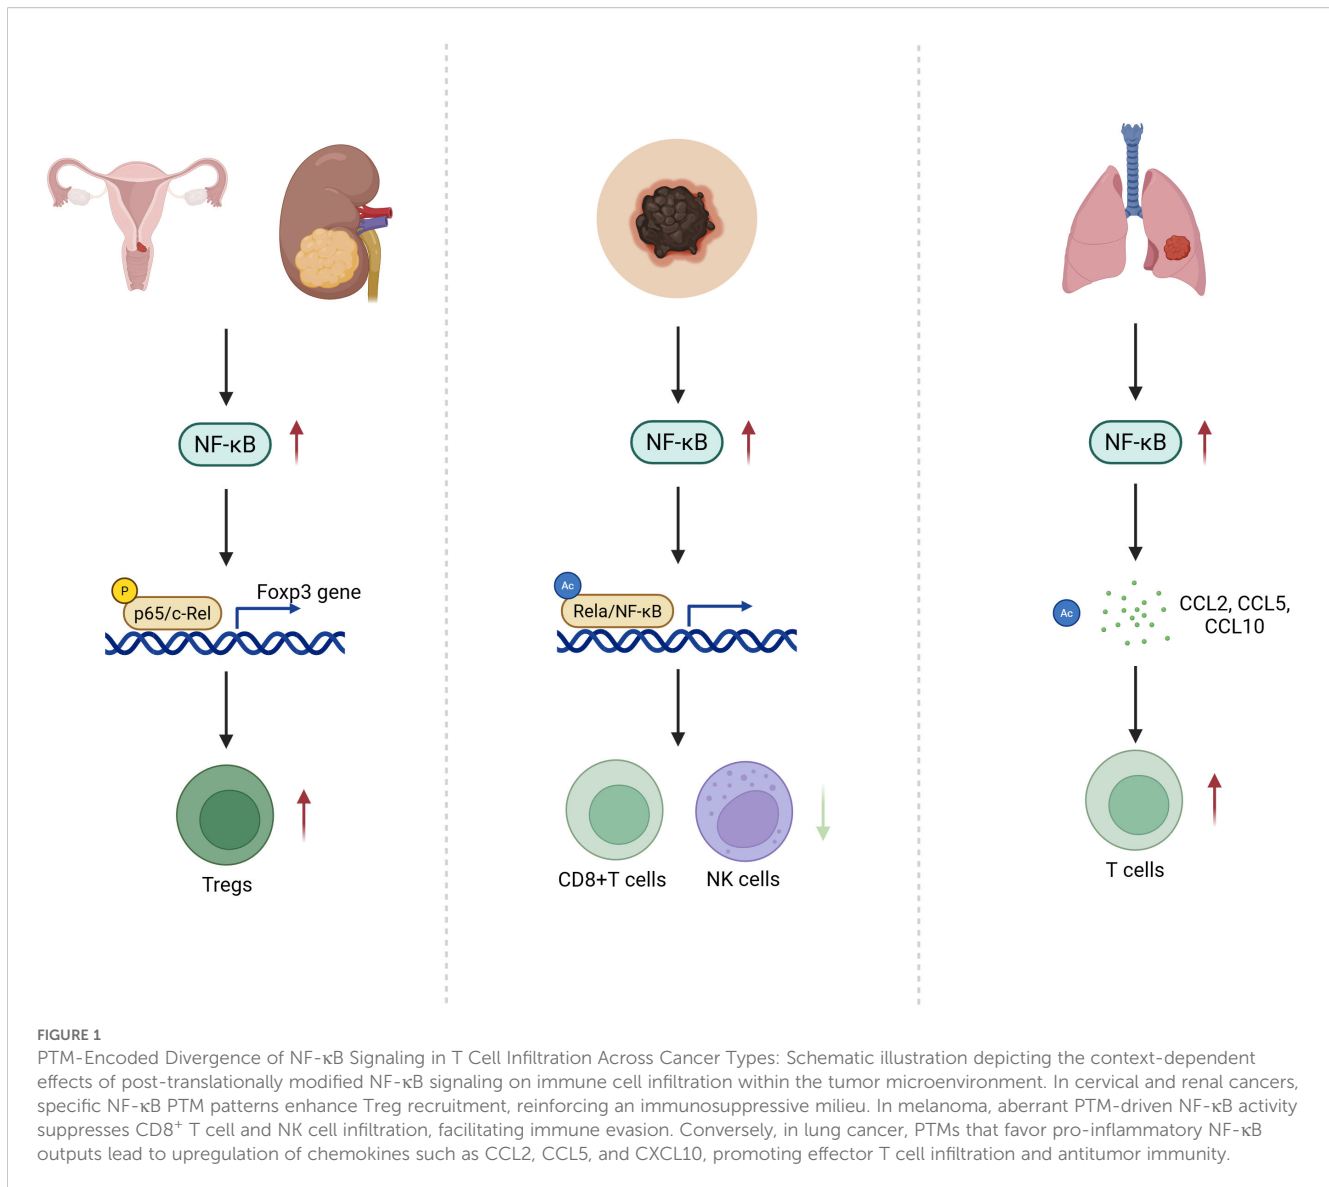 NF-κB
NF-κB
NF-κB
P
p65/c-Rel
Foxp3 gene
Ac
Rela/NF-κB
Ac
CCL2, CCL5,
CCL10
Tregs
CD8+T cells
NK cells
T cells
FIGURE 1
PTM-Encoded Divergence of NF-κB Signaling in T Cell Infiltration Across Cancer Types: Schematic illustration depicting the context-dependent
effects of post-translationally modified NF-κB signaling on immune cell infiltration within the tumor microenvironment. In cervical and renal cancers,
specific NF-κB PTM patterns enhance Treg recruitment, reinforcing an immunosuppressive milieu. In melanoma, aberrant PTM-driven NF-κB activity
suppresses CD8⁺ T cell and NK cell infiltration, facilitating immune evasion. Conversely, in lung cancer, PTMs that favor pro-inflammatory NF-κB
outputs lead to upregulation of chemokines such as CCL2, CCL5, and CXCL10, promoting effector T cell infiltration and antitumor immunity.